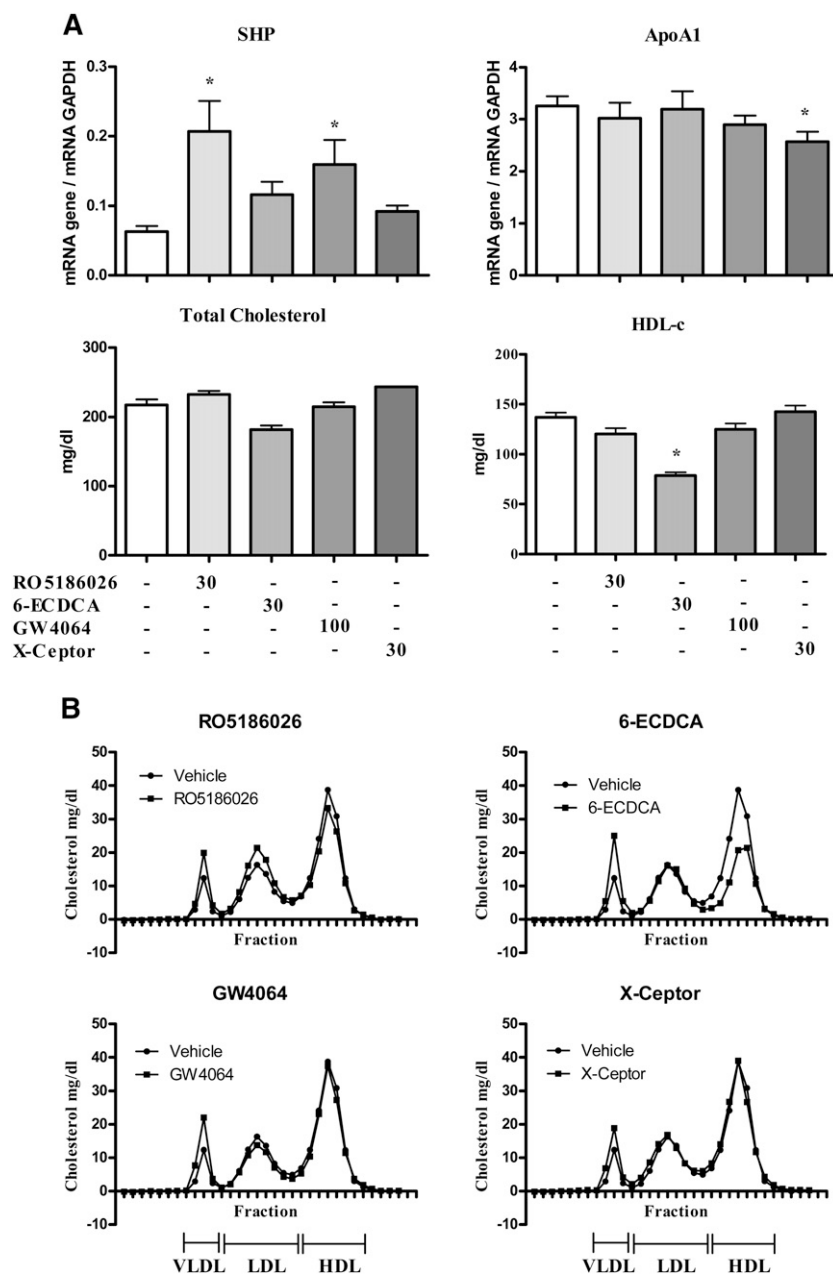 A
SHP
mRNA gene / mRNA GAPDH
0.3
0.2
0.1
0.0
*
*
ApoA1
mRNA gene / mRNA GAPDH
4
3
2
1
0
*
Total Cholesterol
mg/dl
300
200
100
0
HDL-c
mg/dl
200
150
100
50
0
*
RO5186026 - 30 - - - - 30 - - -
6-ECDCA - - 30 - - - - 30 - -
GW4064 - - - 100 - - - - 100 -
X-Ceptor - - - - 30 - - - - 30
B
RO5186026
Cholesterol mg/dl
50
40
30
20
10
0
-10
Vehicle
RO5186026
Fraction
6-ECDCA
Cholesterol mg/dl
50
40
30
20
10
0
-10
Vehicle
6-ECDCA
Fraction
GW4064
Cholesterol mg/dl
50
40
30
20
10
0
-10
Vehicle
GW4064
Fraction
X-Ceptor
Cholesterol mg/dl
50
40
30
20
10
0
-10
Vehicle
X-Ceptor
Fraction
VLDL LDL HDL
VLDL LDL HDL